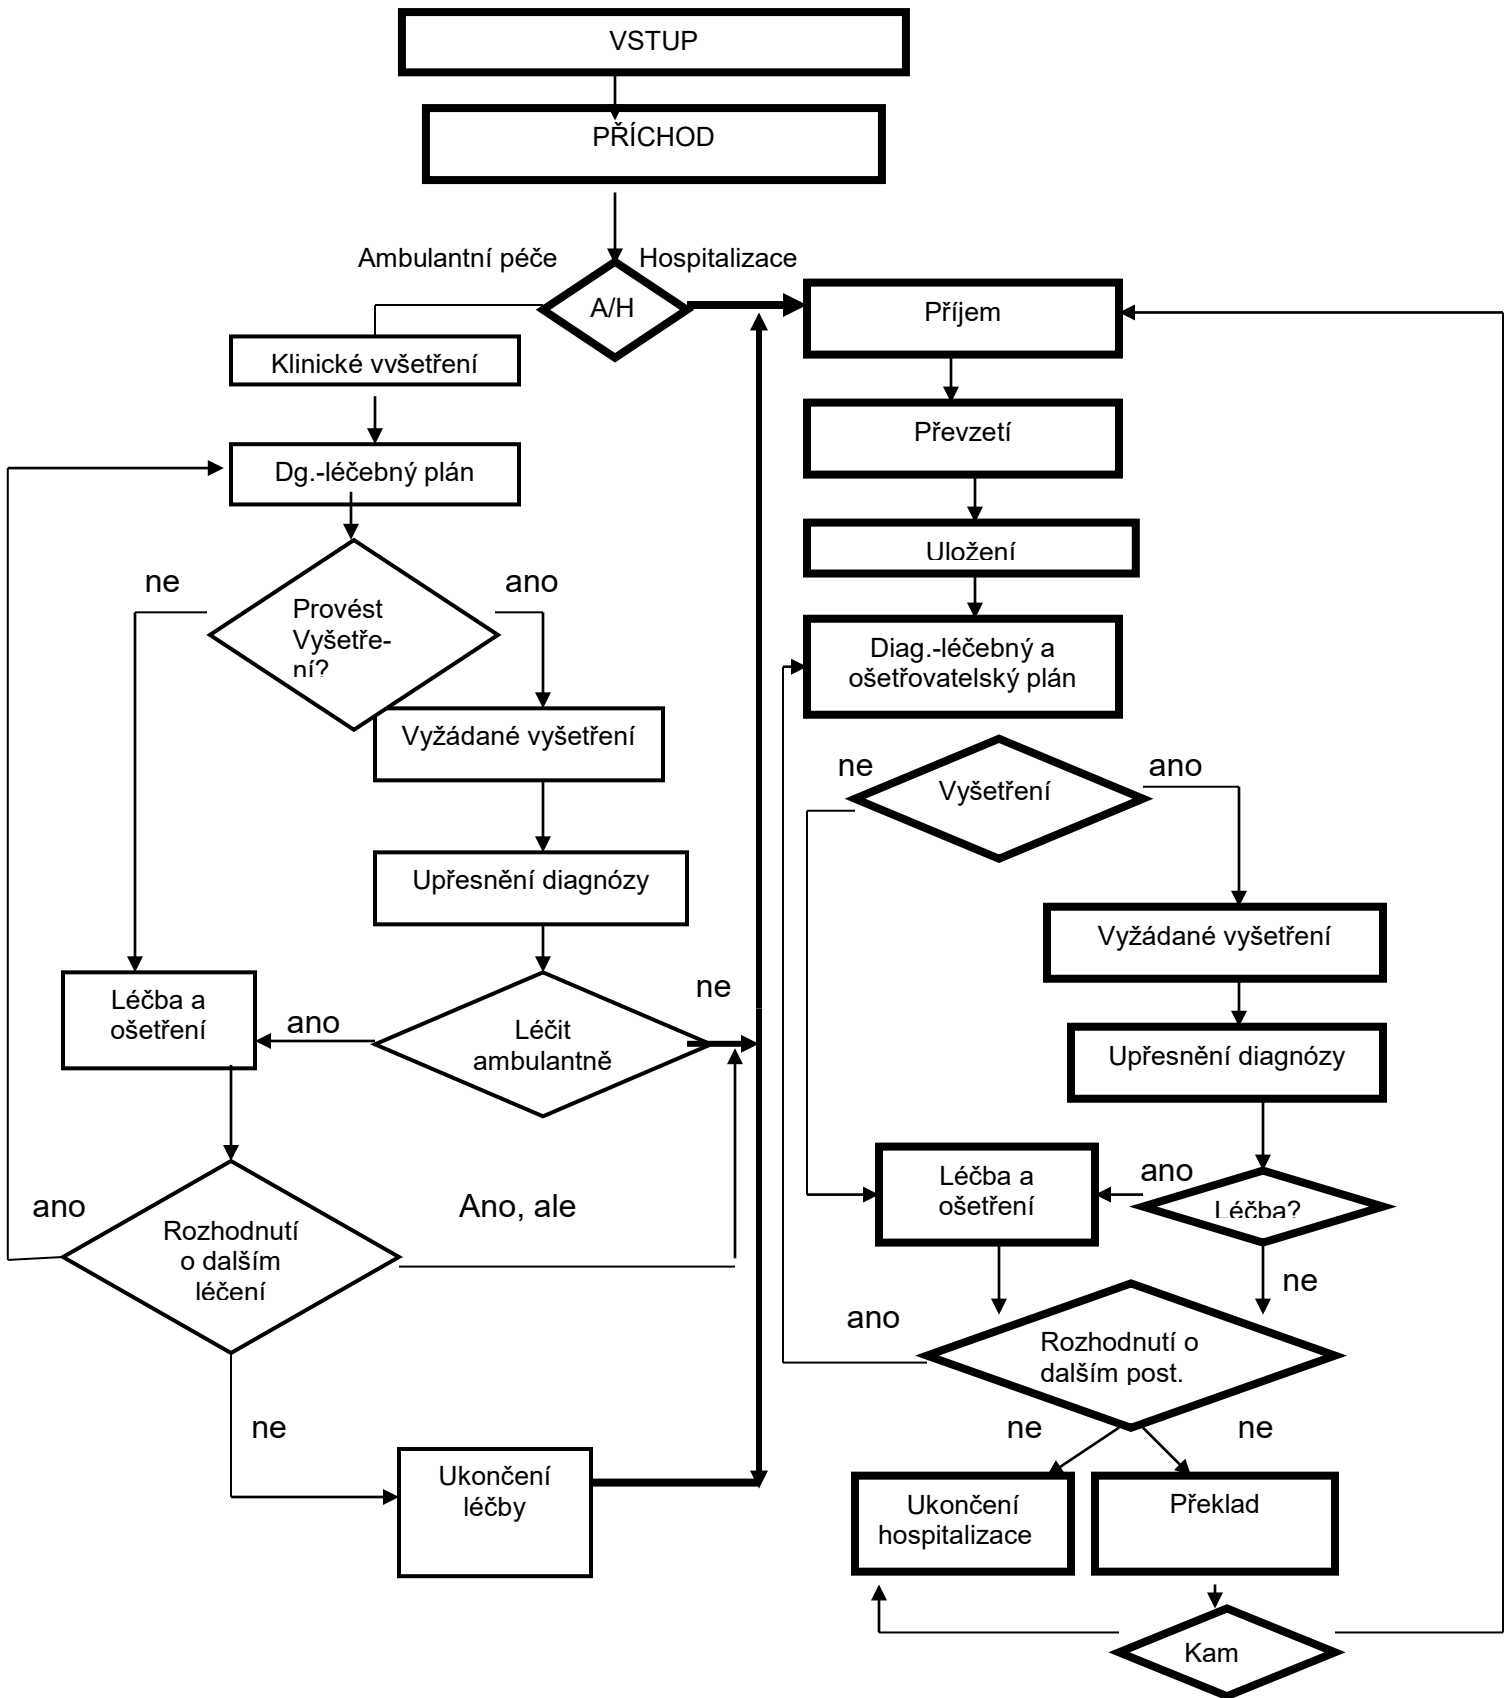 VSTUP
PŘÍCHOD
Ambulantní péče
Hospitalizace
A/H
Příjem
Klinické vyšetření
Převzetí
Dg.-léčebný plán
Uložení
ne
ano
Provést
Vyšetře-
ní?
Diag.-léčebný a
ošetřovatelský plán
Vyžádané vyšetření
ne
ano
Vyšetření
Upřesnění diagnózy
Vyžádané vyšetření
ne
Léčba a
ošetření
ano
Léčit
ambulantně
Upřesnění diagnózy
ano
Léčba a
ošetření
Léčba?
ano
Ano, ale
Rozhodnutí
o dalším
léčení
ne
ano
Rozhodnutí o
dalším post.
ne
ne
ne
Ukončení
léčby
Ukončení
hospitalizace
Překlad
Kam